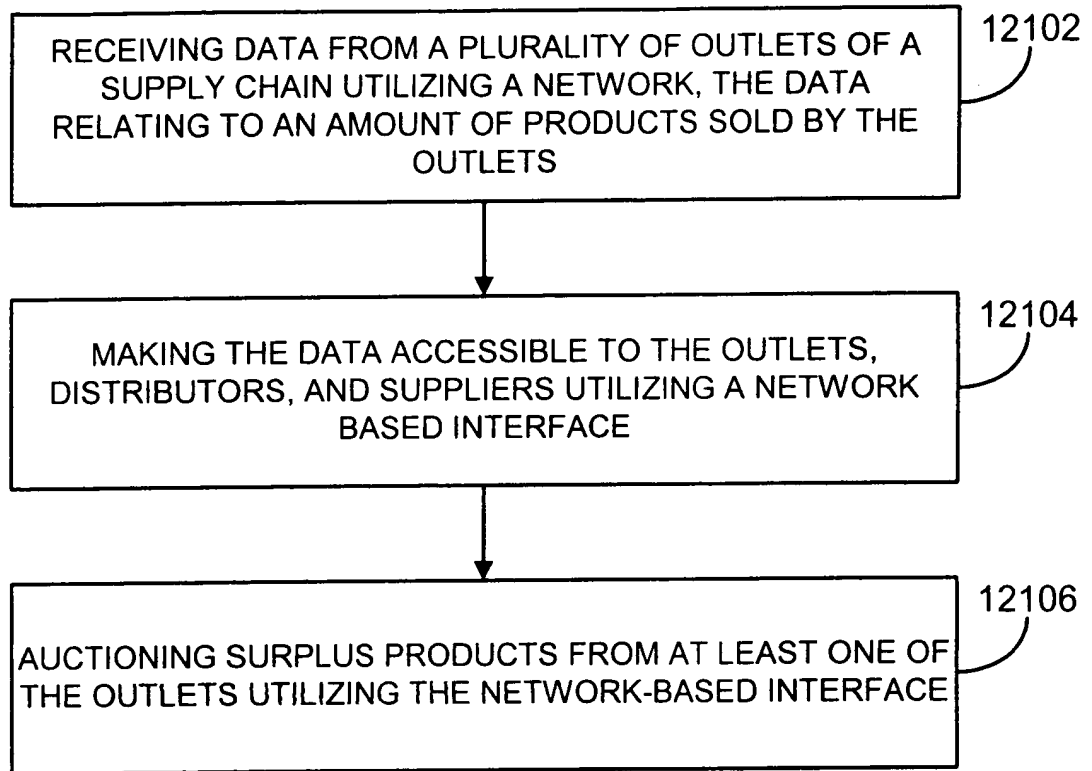 RECEIVING DATA FROM A PLURALITY OF OUTLETS OF A
SUPPLY CHAIN UTILIZING A NETWORK, THE DATA
RELATING TO AN AMOUNT OF PRODUCTS SOLD BY THE
OUTLETS
12102
MAKING THE DATA ACCESSIBLE TO THE OUTLETS,
DISTRIBUTORS, AND SUPPLIERS UTILIZING A NETWORK
BASED INTERFACE
12104
AUCTIONING SURPLUS PRODUCTS FROM AT LEAST ONE OF
THE OUTLETS UTILIZING THE NETWORK-BASED INTERFACE
12106